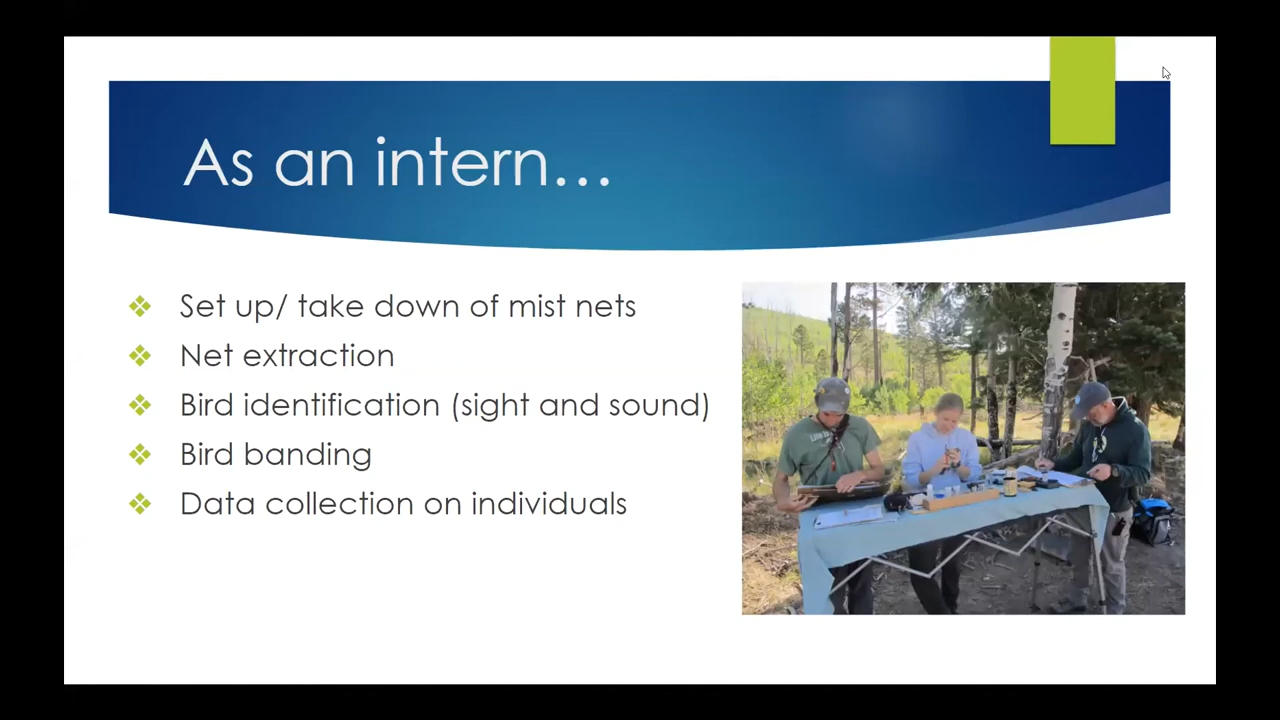 As an intern...
Set up/ take down of mist nets
Net extraction
Bird identification (sight and sound)
Bird banding
Data collection on individuals